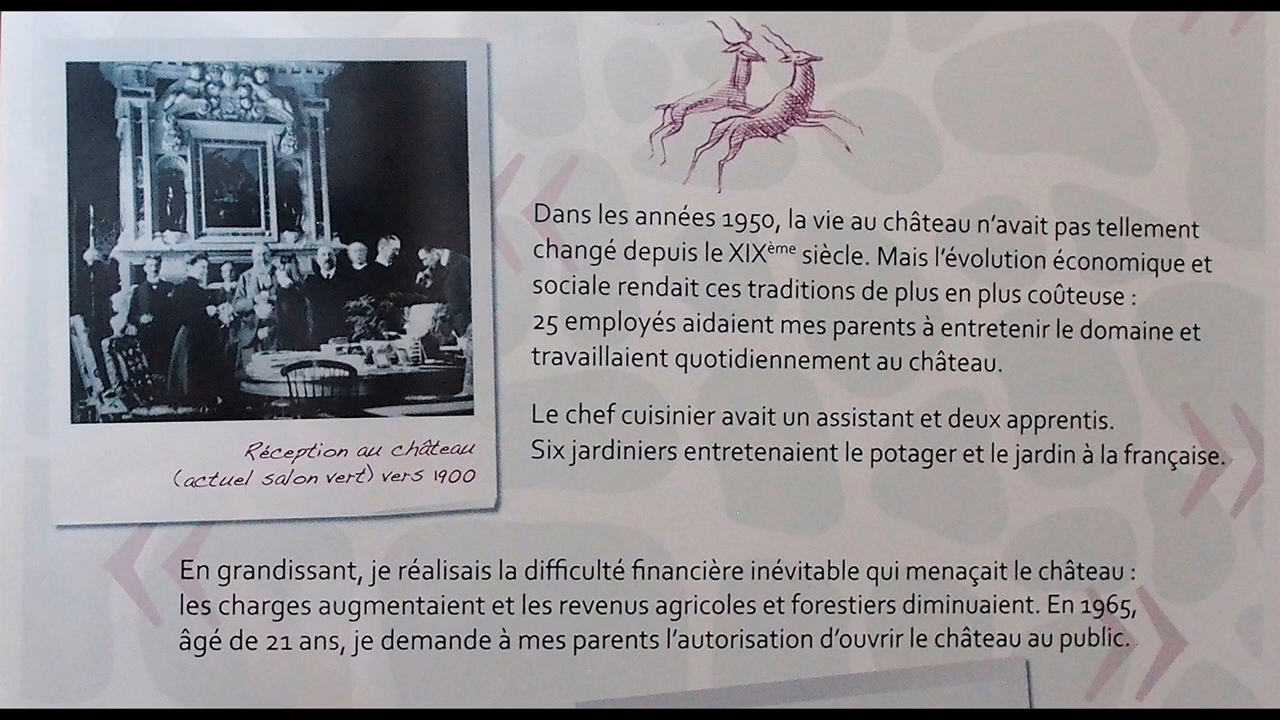 Réception au château
(actuel salon vert) vers 1900
Dans les années 1950, la vie au château n'avait pas tellement
changé depuis le XIXème siècle. Mais l'évolution économique et
sociale rendait ces traditions de plus en plus coûteuse :
25 employés aidaient mes parents à entretenir le domaine et
travaillaient quotidiennement au château.
Le chef cuisinier avait un assistant et deux apprentis.
Six jardiniers entretenaient le potager et le jardin à la française.
En grandissant, je réalisais la difficulté financière inévitable qui menaçait le château :
les charges augmentaient et les revenus agricoles et forestiers diminuaient. En 1965,
âgé de 21 ans, je demande à mes parents l'autorisation d'ouvrir le château au public.